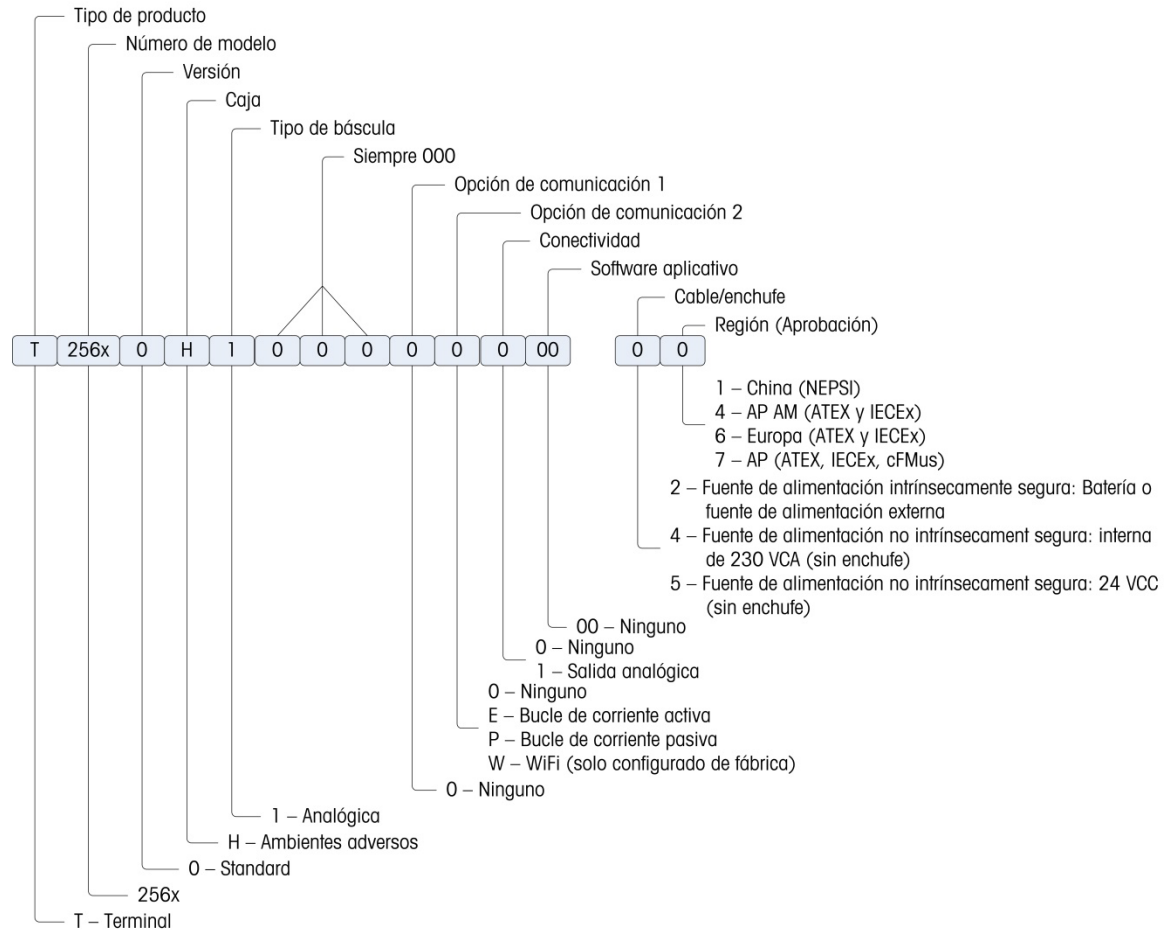 Tipo de producto
Número de modelo
Versión
Caja
Tipo de báscula
Siempre 000
Opción de comunicación 1
Opción de comunicación 2
Conectividad
Software aplicativo
Cable/enchufe
Región (Aprobación)
T 256x 0 H 1 0 0 0 0 0 0 00 0 0
1 – China (NEPSI)
4 – AP AM (ATEX y IECEx)
6 – Europa (ATEX y IECEx)
7 – AP (ATEX, IECEx, cFMus)
2 – Fuente de alimentación intrínsecamente segura: Batería o
fuente de alimentación externa
4 – Fuente de alimentación no intrínsecament segura: interna
de 230 VCA (sin enchufe)
5 – Fuente de alimentación no intrínsecament segura: 24 VCC
(sin enchufe)
00 – Ninguno
0 – Ninguno
1 – Salida analógica
0 – Ninguno
E – Bucle de corriente activa
P – Bucle de corriente pasiva
W – WiFi (solo configurado de fábrica)
0 – Ninguno
1 – Analógica
H – Ambientes adversos
0 – Standard
256x
T – Terminal